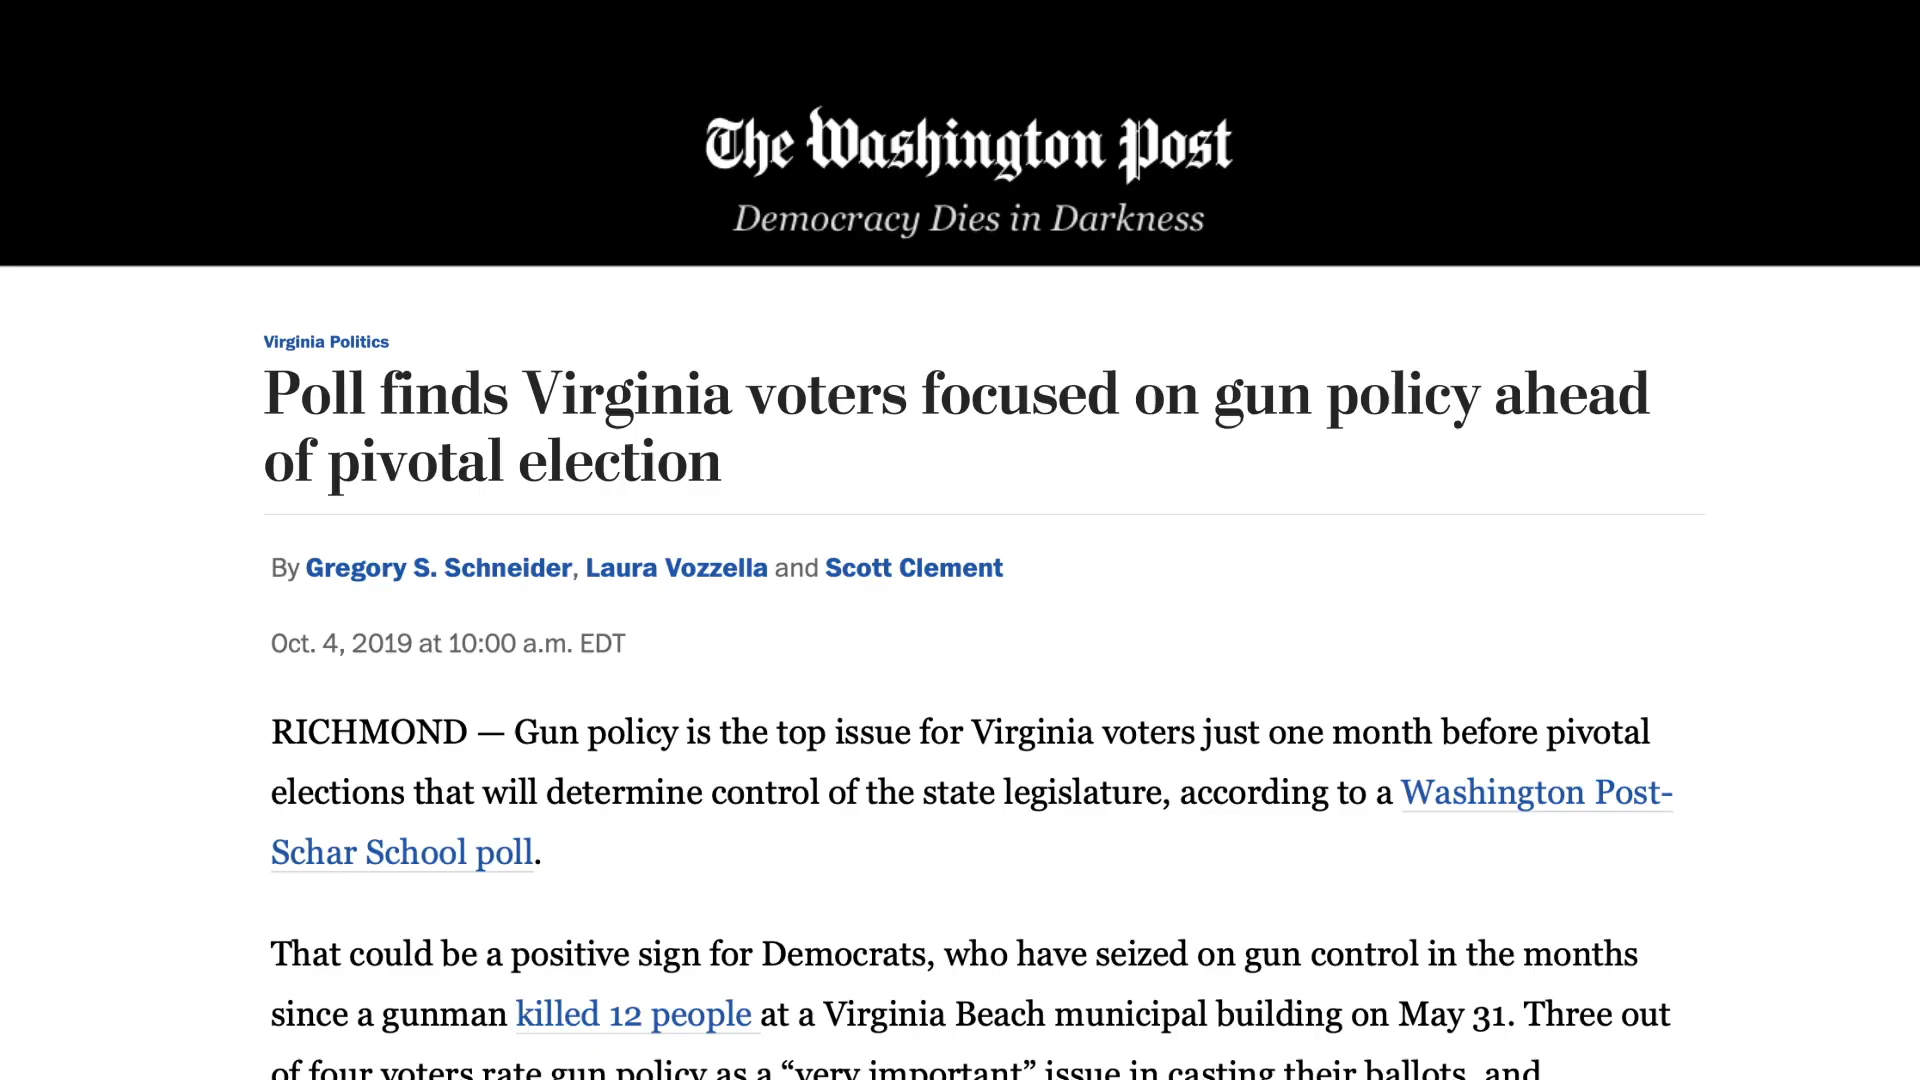 The Washington Post
Democracy Dies in Darkness
Virginia Politics
Poll finds Virginia voters focused on gun policy ahead
of pivotal election
By Gregory S. Schneider, Laura Vozzella and Scott Clement
Oct. 4, 2019 at 10:00 a.m. EDT
RICHMOND — Gun policy is the top issue for Virginia voters just one month before pivotal
elections that will determine control of the state legislature, according to a Washington Post-
Schar School poll.
That could be a positive sign for Democrats, who have seized on gun control in the months
since a gunman killed 12 people at a Virginia Beach municipal building on May 31. Three out
of four voters rate gun policy as a “very important” issue in casting their ballots, and